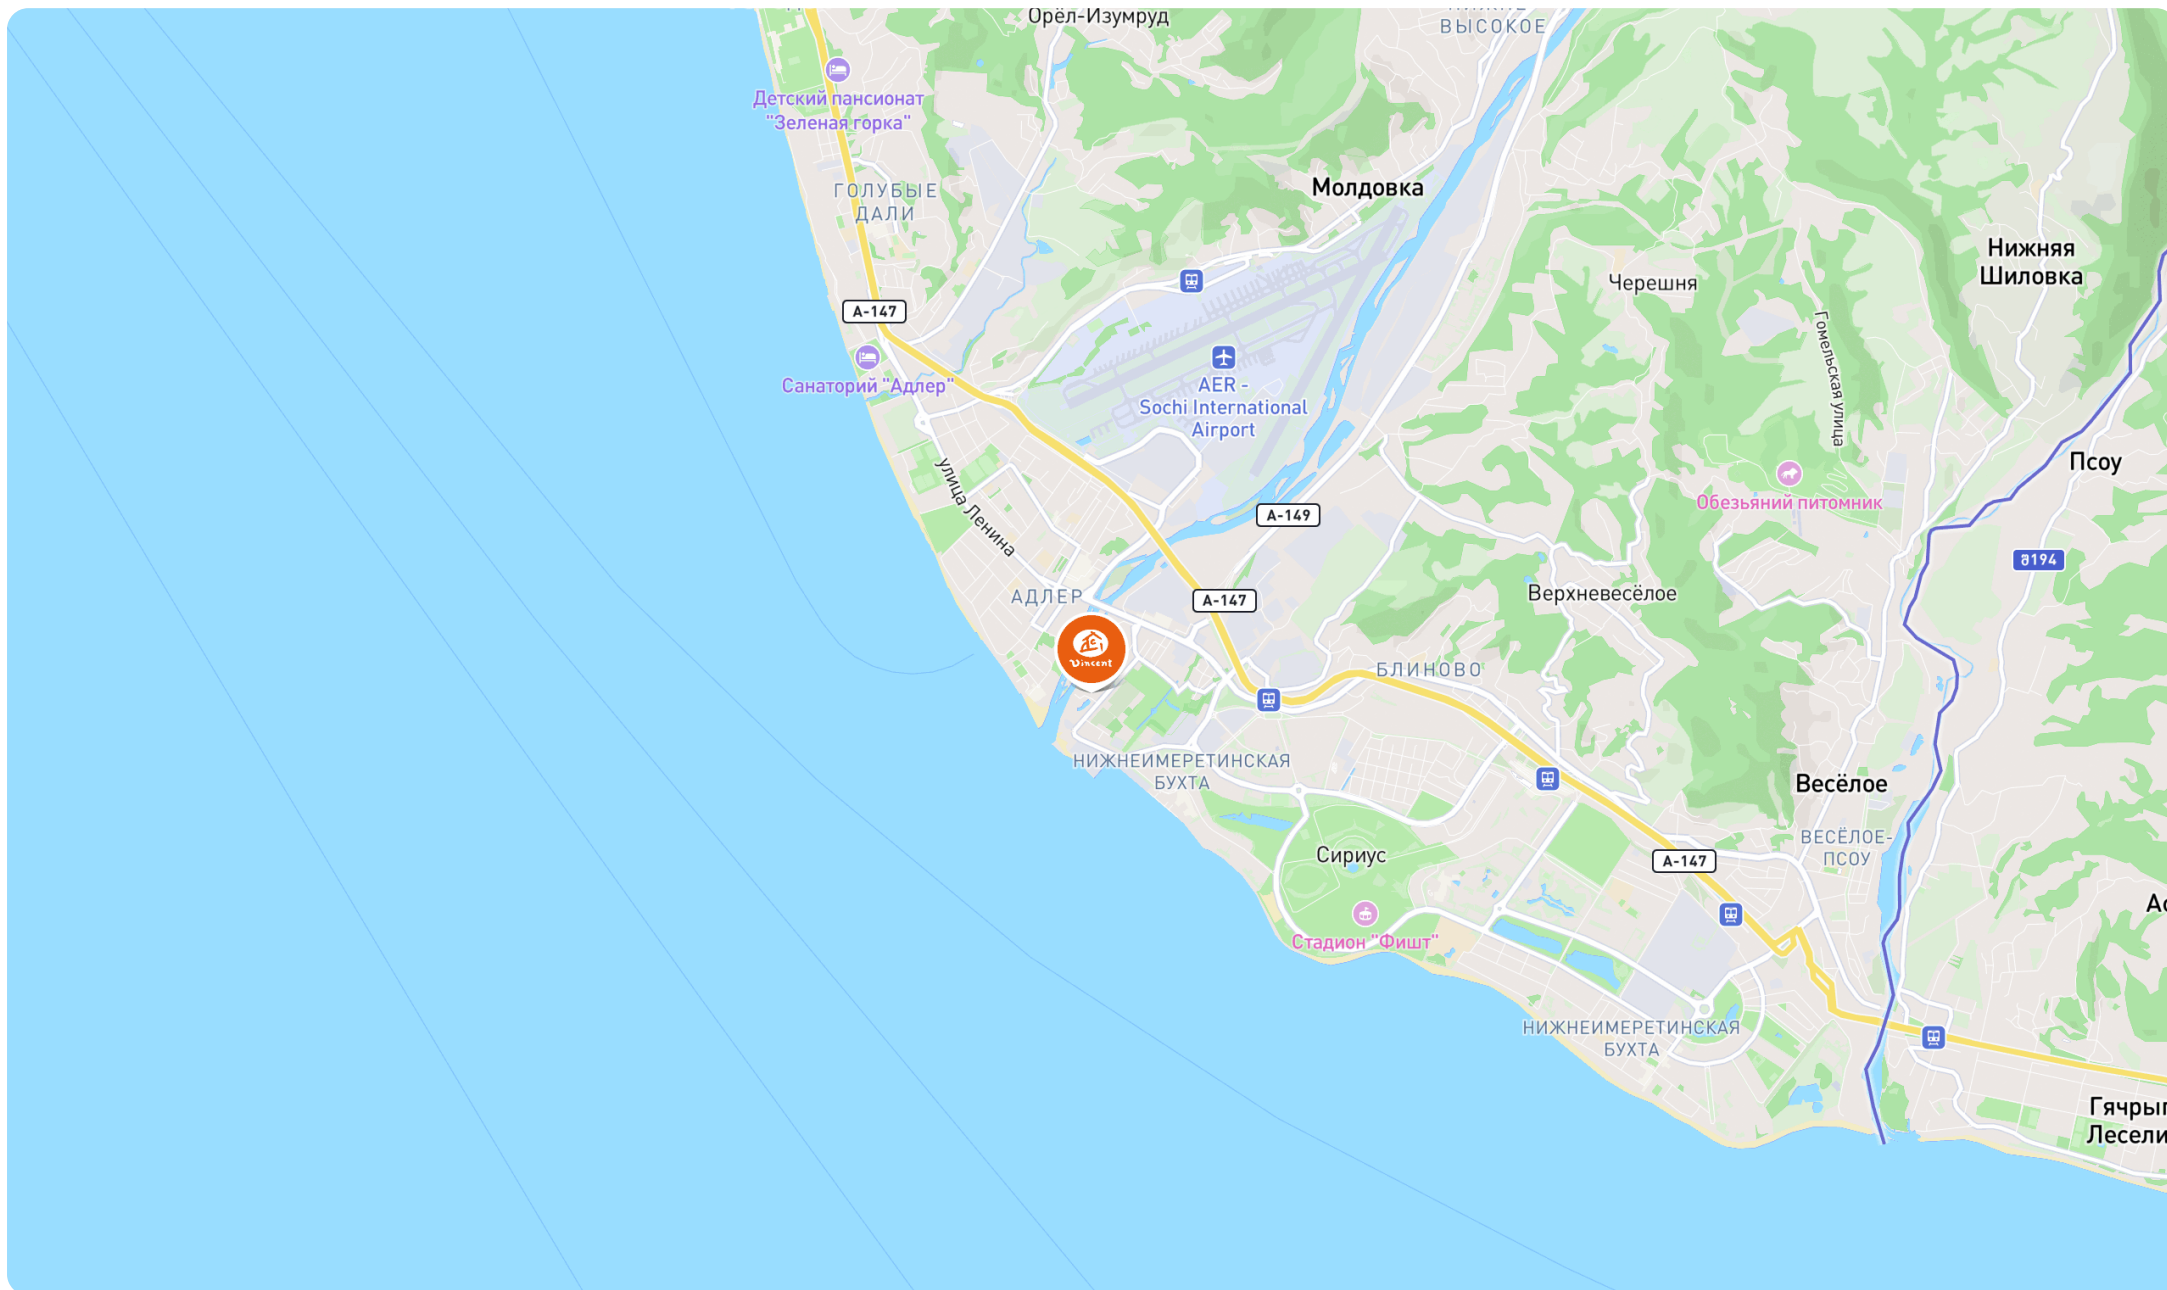 Орёл-Изумруд
ВЫСОКОЕ
Детский пансионат
"Зеленая горка"
ГОЛУБЫЕ
ДАЛИ
Молдовка
Нижняя
Шиловка
Черешня
А-147
Гомельская улица
Санаторий "Адлер"
AER -
Sochi International
Airport
Псоу
улица Ленина
Обезьяний питомник
А-149
შ194
АДЛЕР
А-147
Верхневесёлое
Vincent
БЛИНОВО
НИЖНЕИМЕРЕТИНСКАЯ
БУХТА
Весёлое
ВЕСЁЛОЕ-
ПСОУ
Сириус
А-147
Стадион "Фишт"
НИЖНЕИМЕРЕТИНСКАЯ
БУХТА